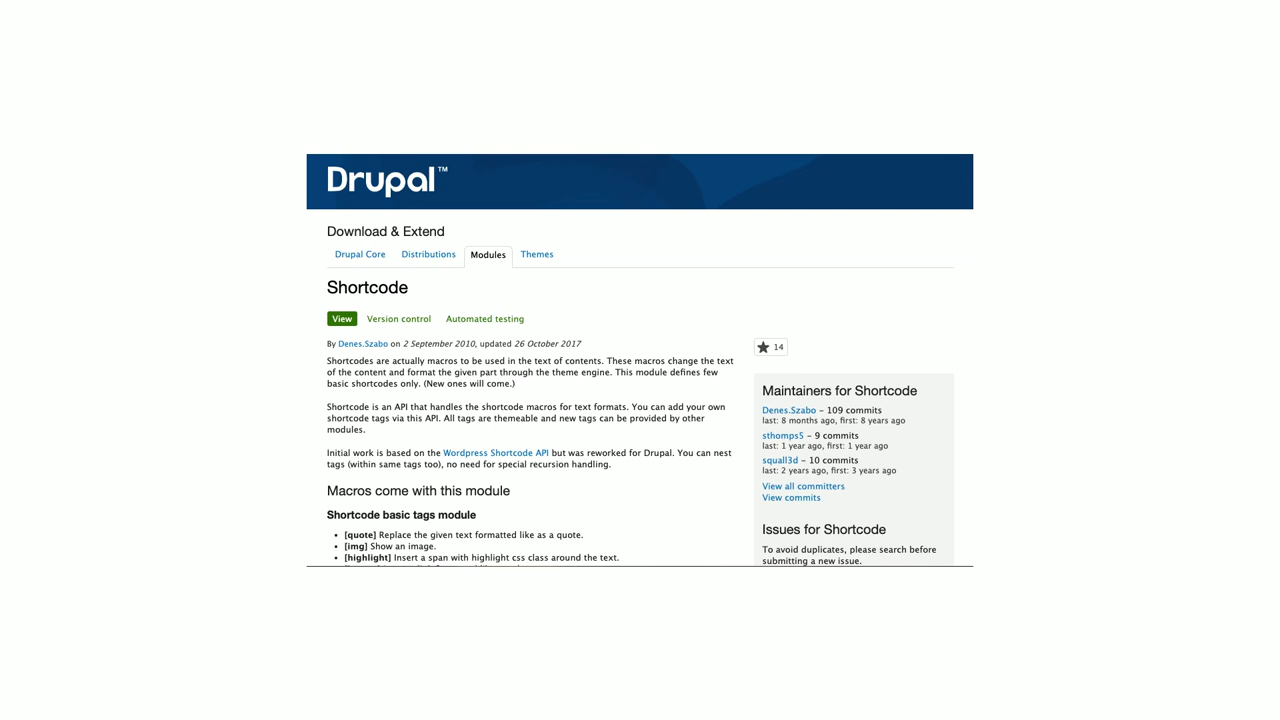 Drupal™
Download & Extend
Drupal Core Distributions Modules Themes
Shortcode
View Version control Automated testing
By Denes.Szabo on 2 September 2010, updated 26 October 2017
Shortcodes are actually macros to be used in the text of contents. These macros change the text
of the content and format the given part through the theme engine. This module defines few
basic shortcodes only. (New ones will come.)
Shortcode is an API that handles the shortcode macros for text formats. You can add your own
shortcode tags via this API. All tags are themeable and new tags can be provided by other
modules.
Initial work is based on the Wordpress Shortcode API but was reworked for Drupal. You can nest
tags (within same tags too), no need for special recursion handling.
Macros come with this module
Shortcode basic tags module
• [quote] Replace the given text formatted like as a quote.
• [img] Show an image.
• [highlight] Insert a span with highlight css class around the text.
14
Maintainers for Shortcode
Denes.Szabo – 109 commits
last: 8 months ago, first: 8 years ago
sthomps5 – 9 commits
last: 1 year ago, first: 1 year ago
squall3d – 10 commits
last: 2 years ago, first: 3 years ago
View all committers
View commits
Issues for Shortcode
To avoid duplicates, please search before
submitting a new issue.